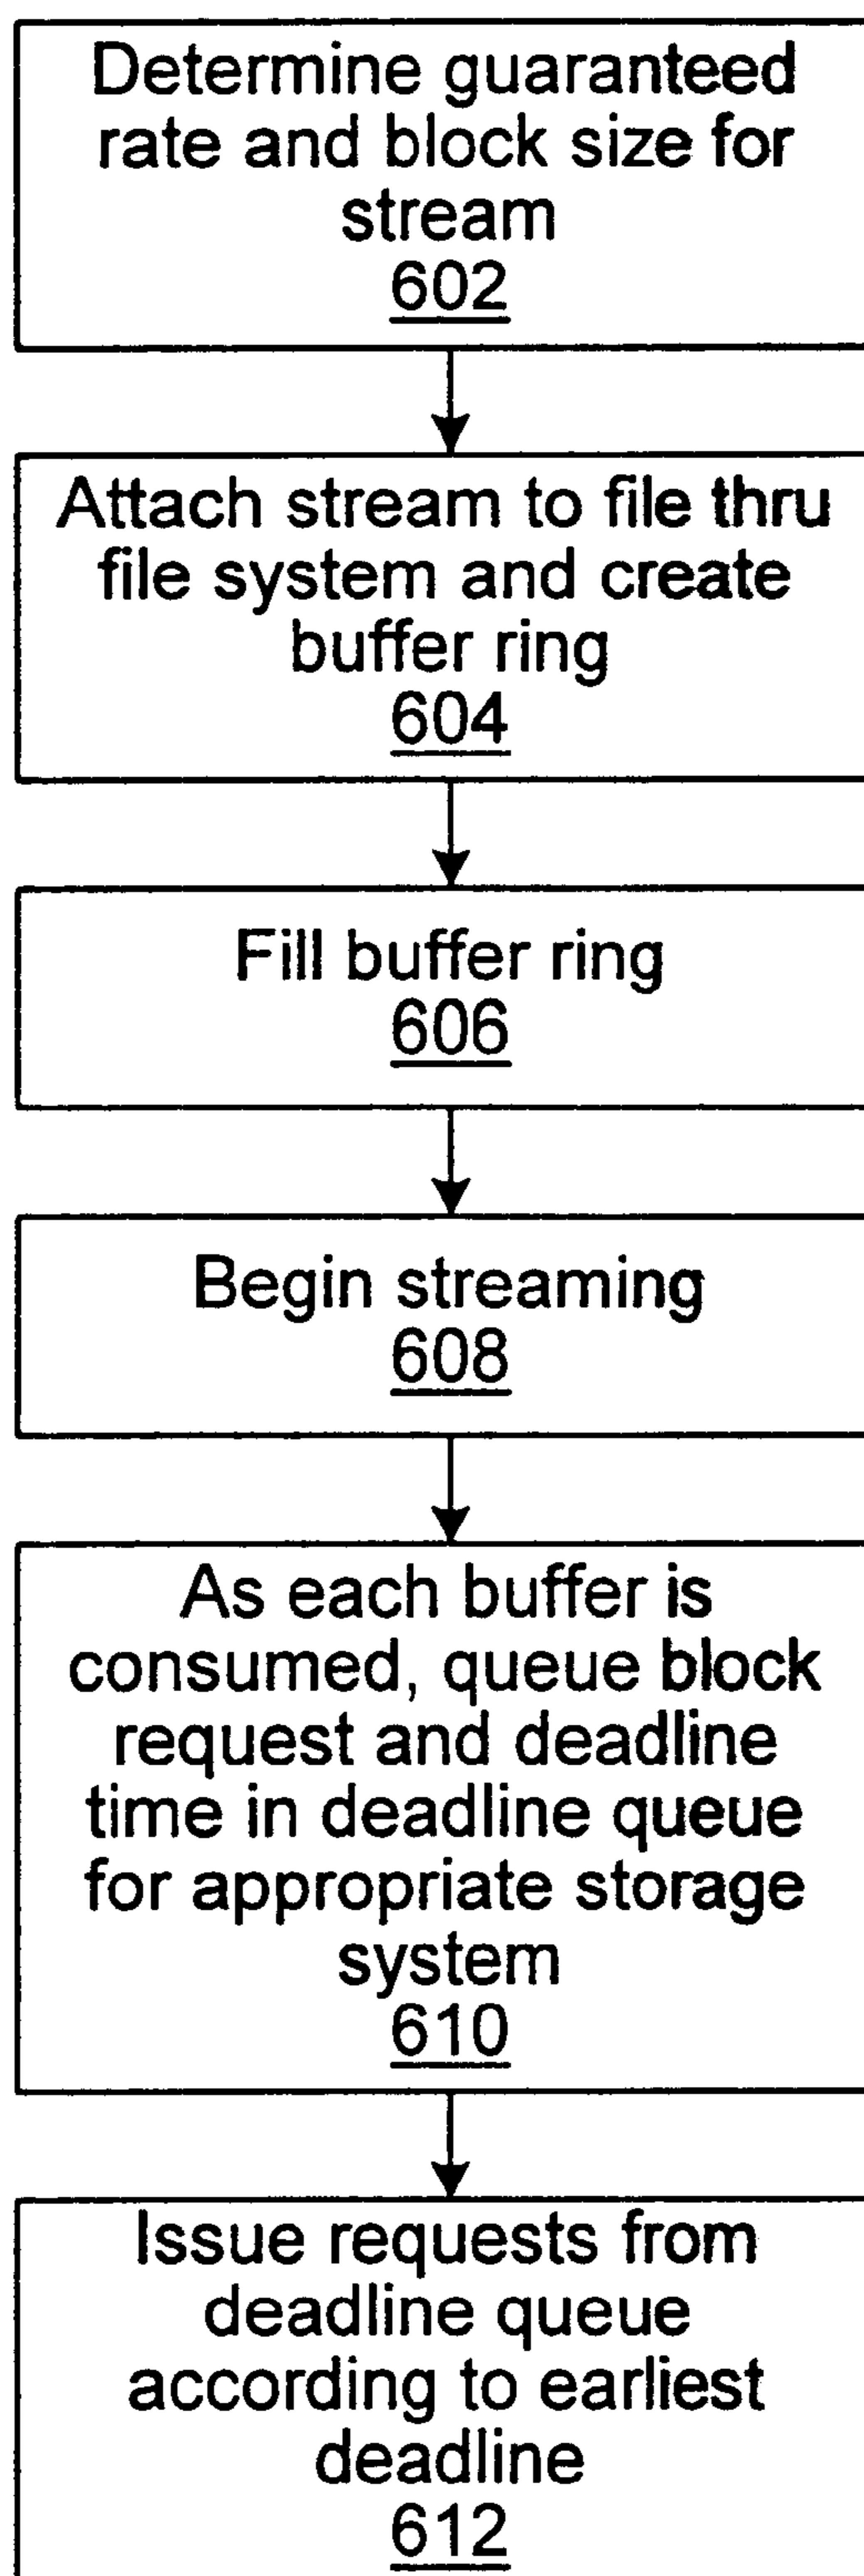 Determine guaranteed
rate and block size for
stream
602
Attach stream to file thru
file system and create
buffer ring
604
Fill buffer ring
606
Begin streaming
608
As each buffer is
consumed, queue block
request and deadline
time in deadline queue
for appropriate storage
system
610
Issue requests from
deadline queue
according to earliest
deadline
612